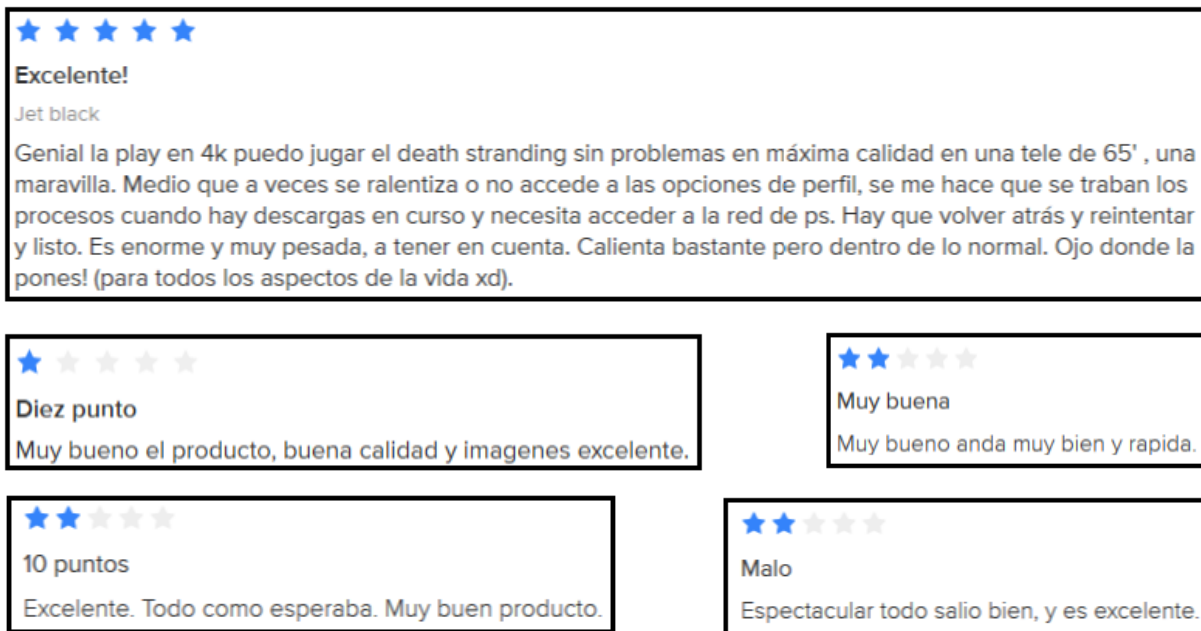 Excelente!
Jet black
Genial la play en 4k puedo jugar el death stranding sin problemas en máxima calidad en una tele de 65' , una
maravilla. Medio que a veces se ralentiza o no accede a las opciones de perfil, se me hace que se traban los
procesos cuando hay descargas en curso y necesita acceder a la red de ps. Hay que volver atrás y reintentar
y listo. Es enorme y muy pesada, a tener en cuenta. Calienta bastante pero dentro de lo normal. Ojo donde la
pones! (para todos los aspectos de la vida xd).
Diez punto
Muy bueno el producto, buena calidad y imagenes excelente.
Muy buena
Muy bueno anda muy bien y rapida.
10 puntos
Excelente. Todo como esperaba. Muy buen producto.
Malo
Espectacular todo salio bien, y es excelente.